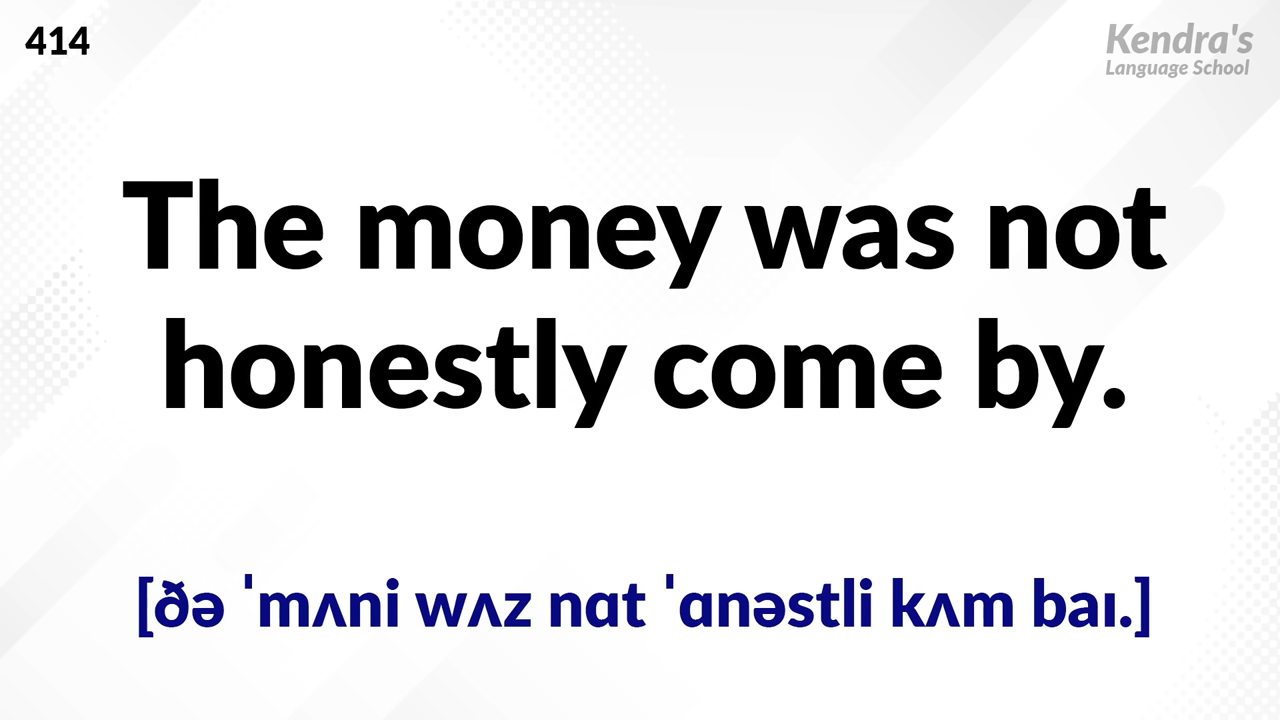 414
Kendra's
Language School
The money was not
honestly come by.
[ðə ˈmʌni wʌz nɑt ˈɑnəstli kʌm baɪ.]